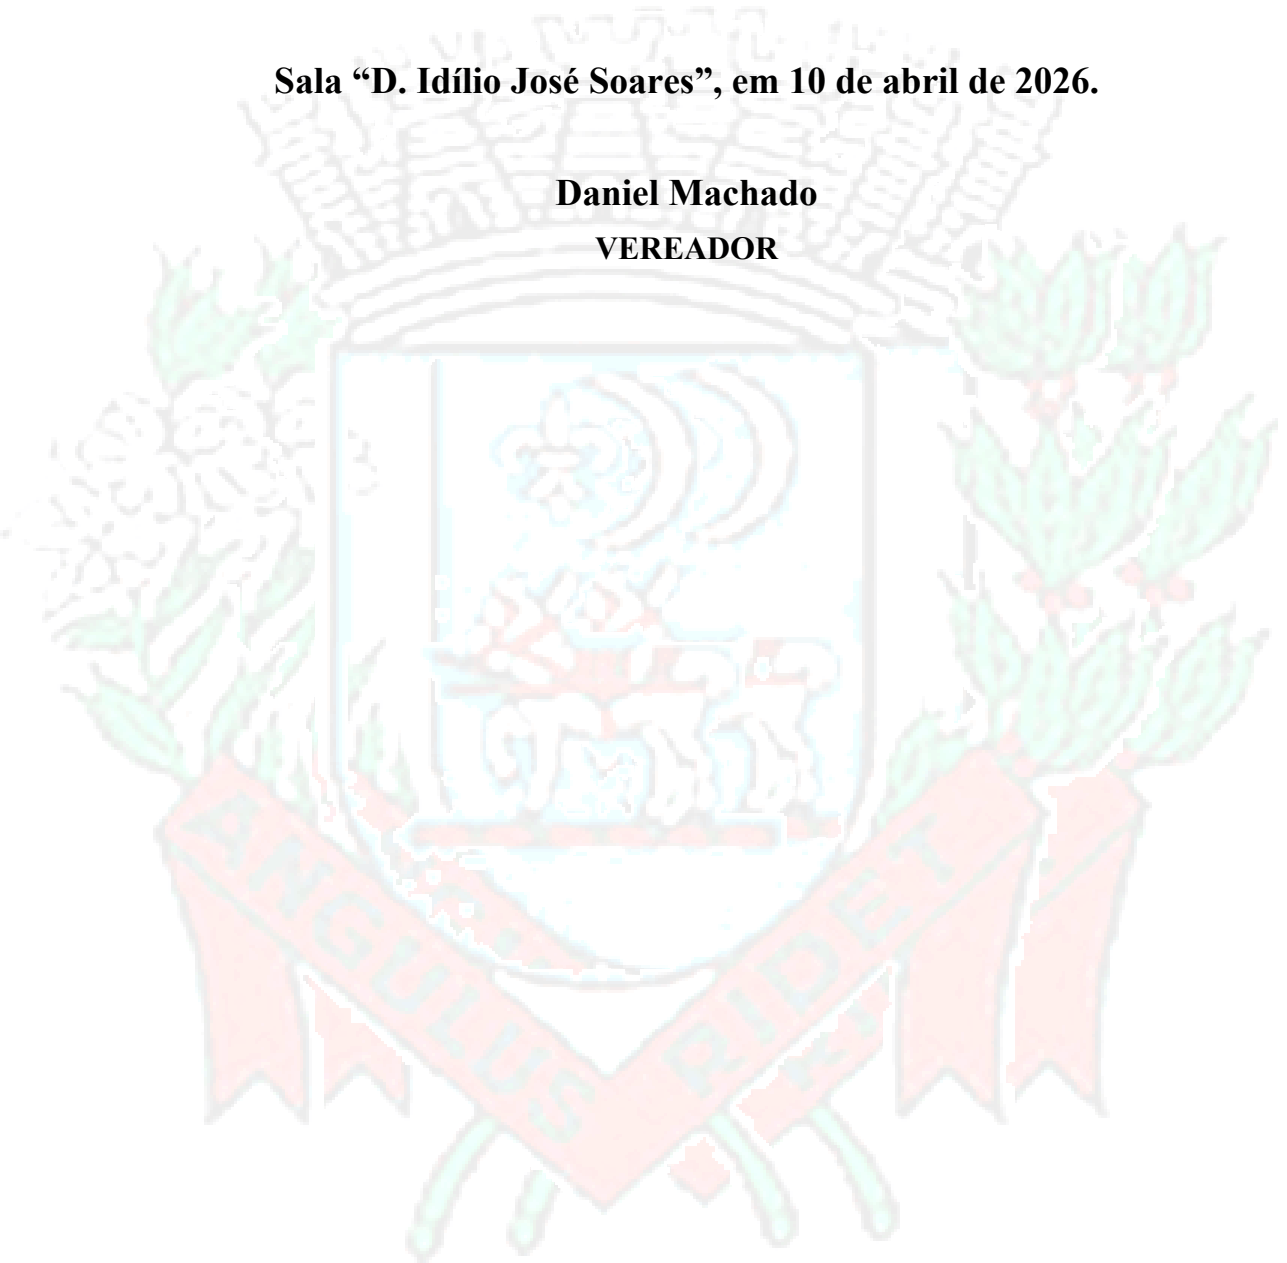 Sala “D. Idílio José Soares”, em 10 de abril de 2026.
Daniel Machado
VEREADOR
ANGULUS RIDET